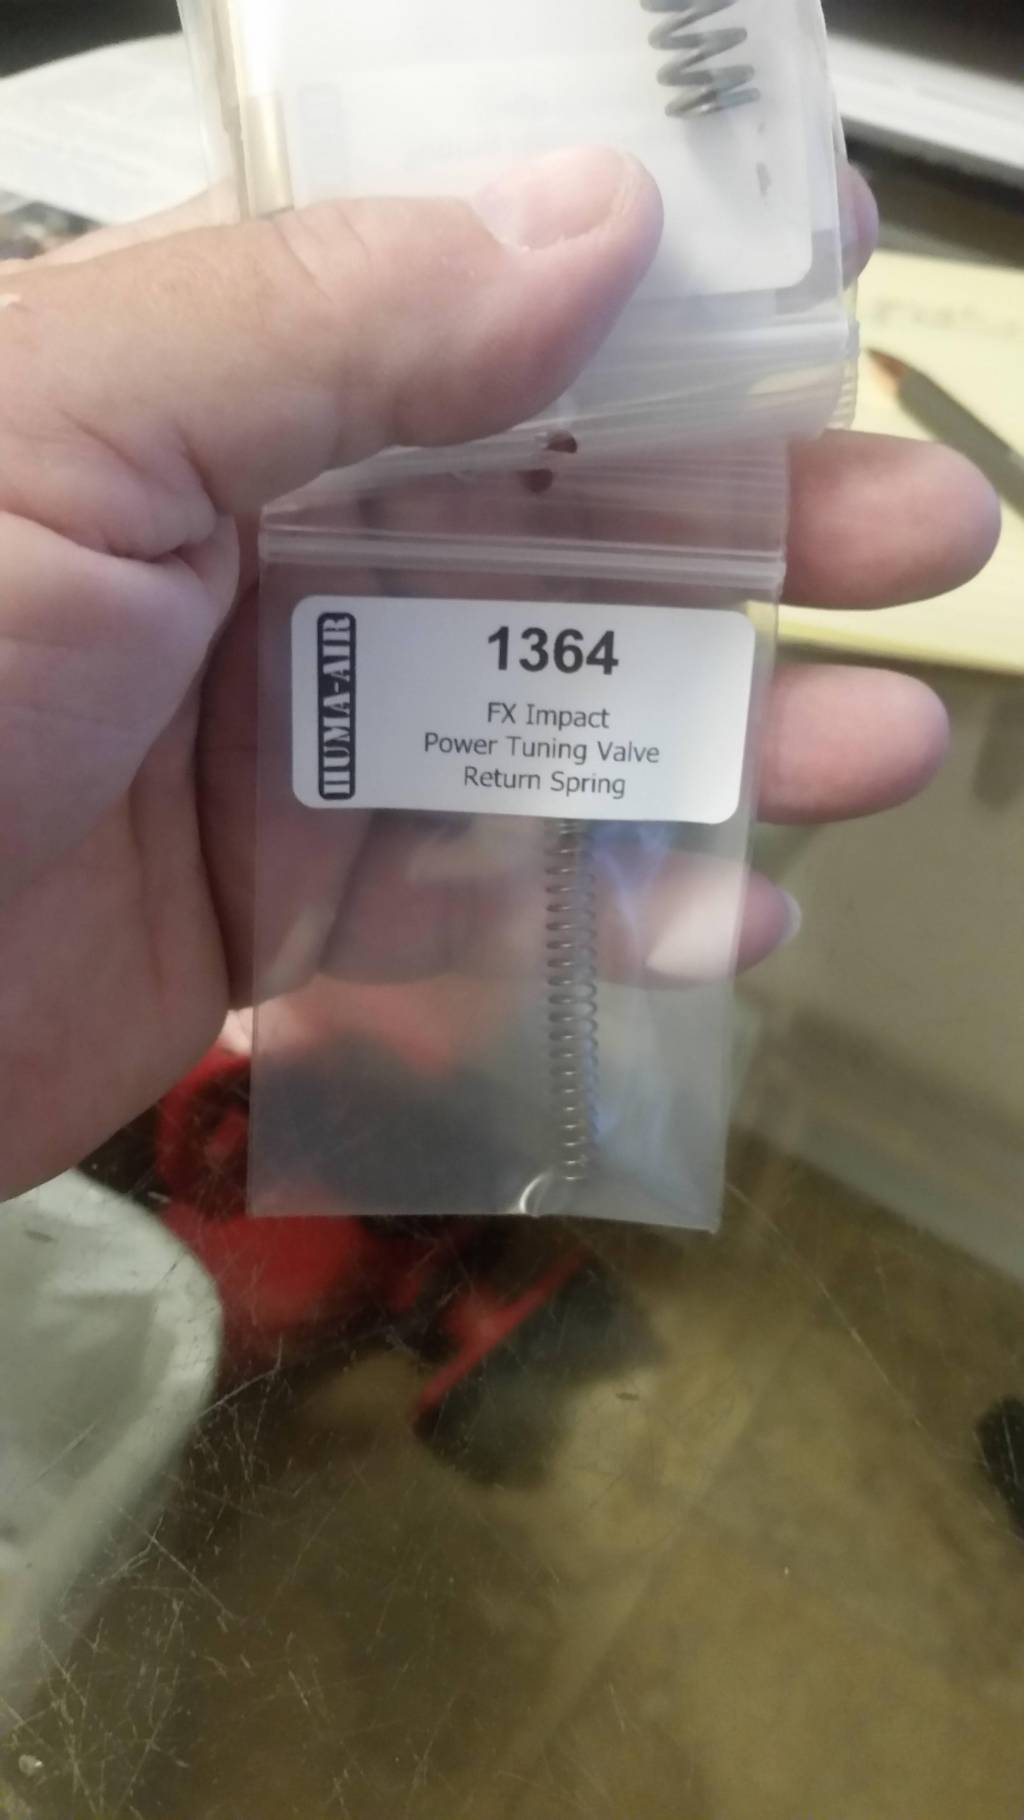 HUMA-AIR
1364
FX Impact
Power Tuning Valve
Return Spring